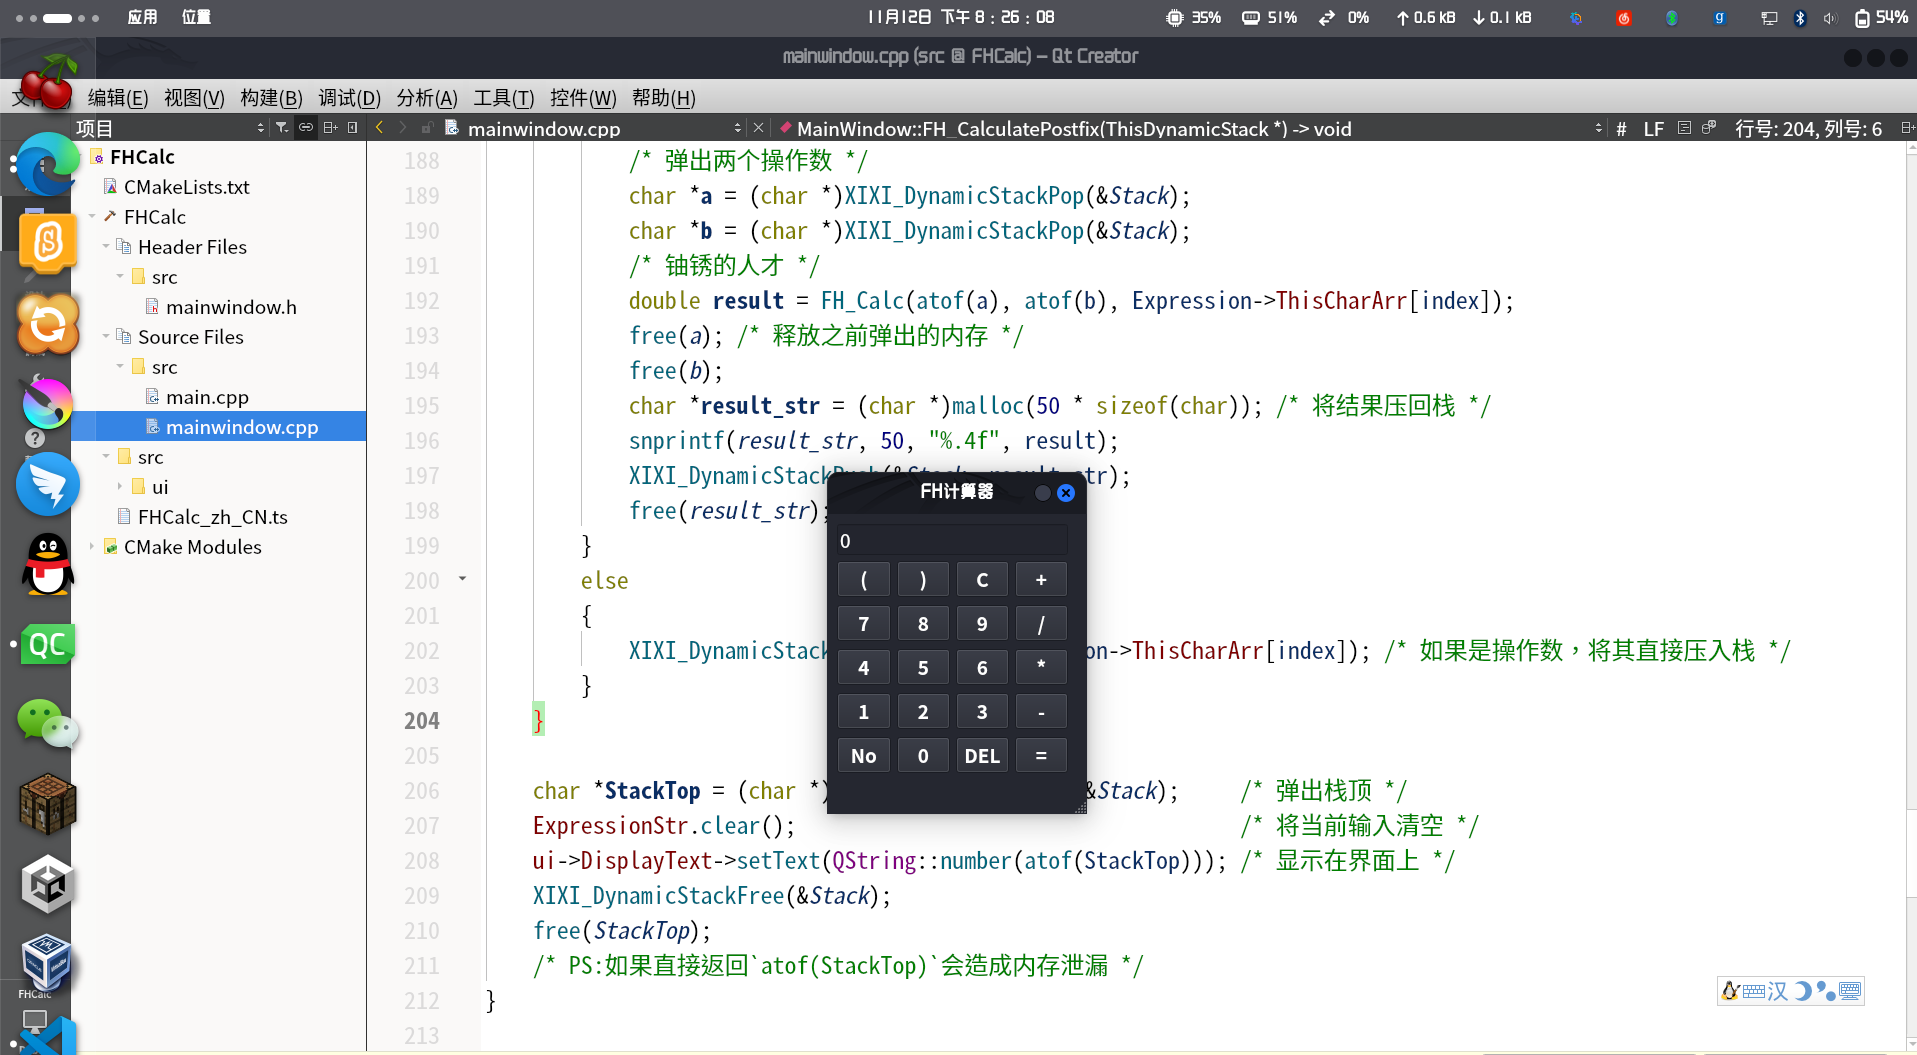 应用 位置 11月12日 下午 8：26：08 35% 51% 0% 0.6 kB 0.1 kB 54%
mainwindow.cpp (src @ FHCalc) – Qt Creator
编辑(E) 视图(V) 构建(B) 调试(D) 分析(A) 工具(T) 控件(W) 帮助(H)
项目 mainwindow.cpp MainWindow::FH_CalculatePostfix(ThisDynamicStack *) -> void # LF 行号: 204, 列号: 6
FHCalc
CMakeLists.txt
FHCalc
Header Files
src
mainwindow.h
Source Files
src
main.cpp
mainwindow.cpp
src
ui
FHCalc_zh_CN.ts
CMake Modules
QC
FHCalc
188 /* 弹出两个操作数 */
189 char *a = (char *)XIXI_DynamicStackPop(&Stack);
190 char *b = (char *)XIXI_DynamicStackPop(&Stack);
191 /* 铀锈的人才 */
192 double result = FH_Calc(atof(a), atof(b), Expression->ThisCharArr[index]);
193 free(a); /* 释放之前弹出的内存 */
194 free(b);
195 char *result_str = (char *)malloc(50 * sizeof(char)); /* 将结果压回栈 */
196 snprintf(result_str, 50, "%.4f", result);
197 XIXI_DynamicStackPush(&Stack, result_str);
198 free(result_str);
199 }
200 else
201 {
202 XIXI_DynamicStack on->ThisCharArr[index]); /* 如果是操作数，将其直接压入栈 */
203 }
204 }
205
206 char *StackTop = (char *) &Stack); /* 弹出栈顶 */
207 ExpressionStr.clear(); /* 将当前输入清空 */
208 ui->DisplayText->setText(QString::number(atof(StackTop))); /* 显示在界面上 */
209 XIXI_DynamicStackFree(&Stack);
210 free(StackTop);
211 /* PS:如果直接返回`atof(StackTop)`会造成内存泄漏 */
212 }
213
FH计算器
0
( ) C +
7 8 9 /
4 5 6 *
1 2 3 -
No 0 DEL =
汉